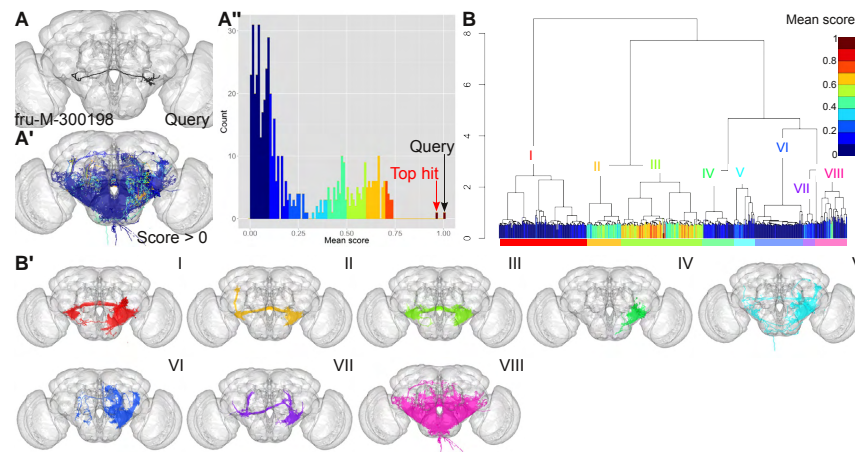 A
fru-M-300198
Query
A'
Score > 0
A"
30
20
10
0
Count
0.00
0.25
0.50
0.75
1.00
Mean score
Query
Top hit
B
8
6
4
2
0
I
II
III
IV
V
VI
VII
VIII
Mean score
1
0.8
0.6
0.4
0.2
0
B'
I
II
III
IV
V
VI
VII
VIII